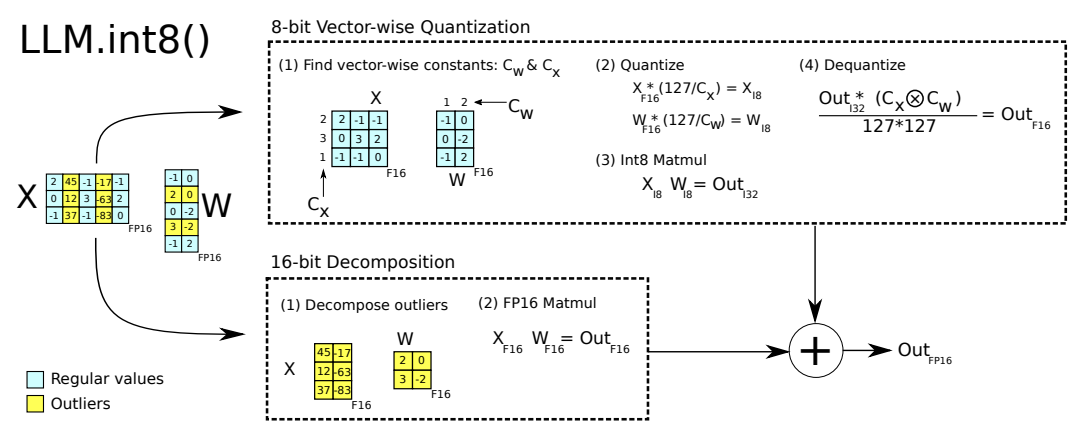 LLM.int8()
8-bit Vector-wise Quantization
(1) Find vector-wise constants: C_W & C_X
X
2 2 -1 -1
3 0 3 2
1 -1 -1 0
F16
C_X
1 2
C_W
-1 0
0 -2
-1 2
F16
W
(2) Quantize
X_F16 * (127/C_X) = X_I8
W_F16 * (127/C_W) = W_I8
(3) Int8 Matmul
X_I8 W_I8 = Out_I32
(4) Dequantize
Out_I32 * (C_X ⊗ C_W)
127*127
= Out_F16
X
2 45 -1 -17 -1
0 12 3 -63 2
-1 37 -1 -83 0
FP16
W
-1 0
2 0
0 -2
3 -2
-1 2
FP16
16-bit Decomposition
(1) Decompose outliers
X
45 -17
12 -63
37 -83
F16
W
2 0
3 -2
F16
(2) FP16 Matmul
X_F16 W_F16 = Out_F16
+
Out_FP16
Regular values
Outliers